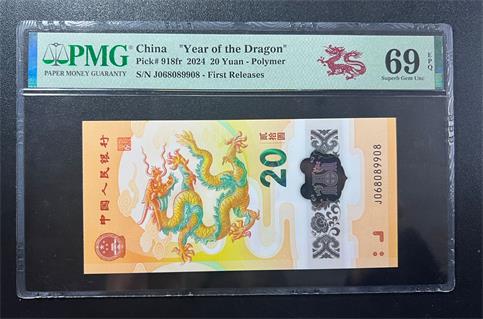 PMG
PAPER MONEY GUARANTY
China "Year of the Dragon"
Pick# 918fr 2024 20 Yuan - Polymer
S/N J068089908 - First Releases
69 EPQ
Superb Gem Unc
中国人民银行
贰拾圆
20
J068089908